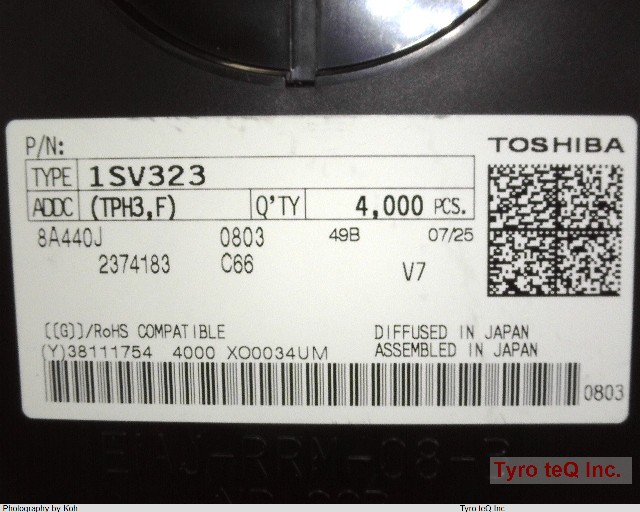 P/N:
TOSHIBA
TYPE 1SV323
ADDC (TPH3,F) Q'TY 4,000 PCS.
8A440J 0803 49B 07/25
2374183 C66 V7
[[G]]/RoHS COMPATIBLE DIFFUSED IN JAPAN
(Y)38111754 4000 XO0034UM ASSEMBLED IN JAPAN
0803
Tyro teQ Inc.
Photography by Koh Tyro teQ Inc.